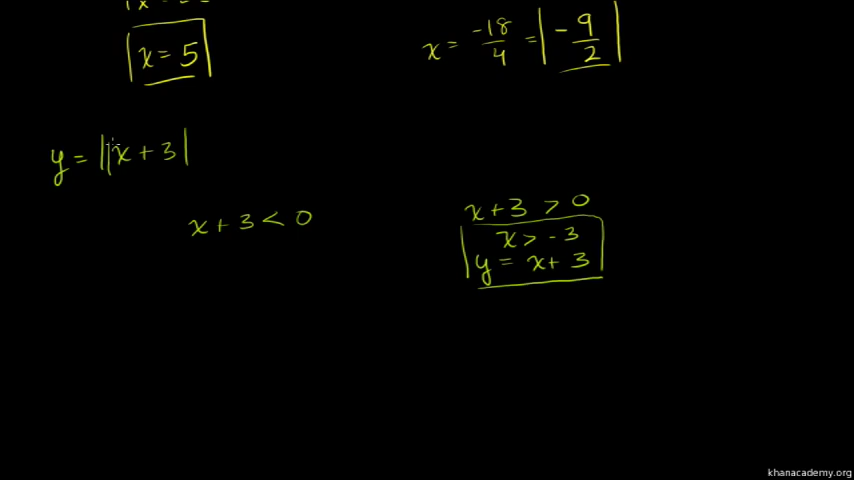 x = 5
x = -18/4 = -9/2
y = ||x + 3|
x + 3 < 0
x + 3 > 0
x > -3
y = x + 3
khanacademy.org